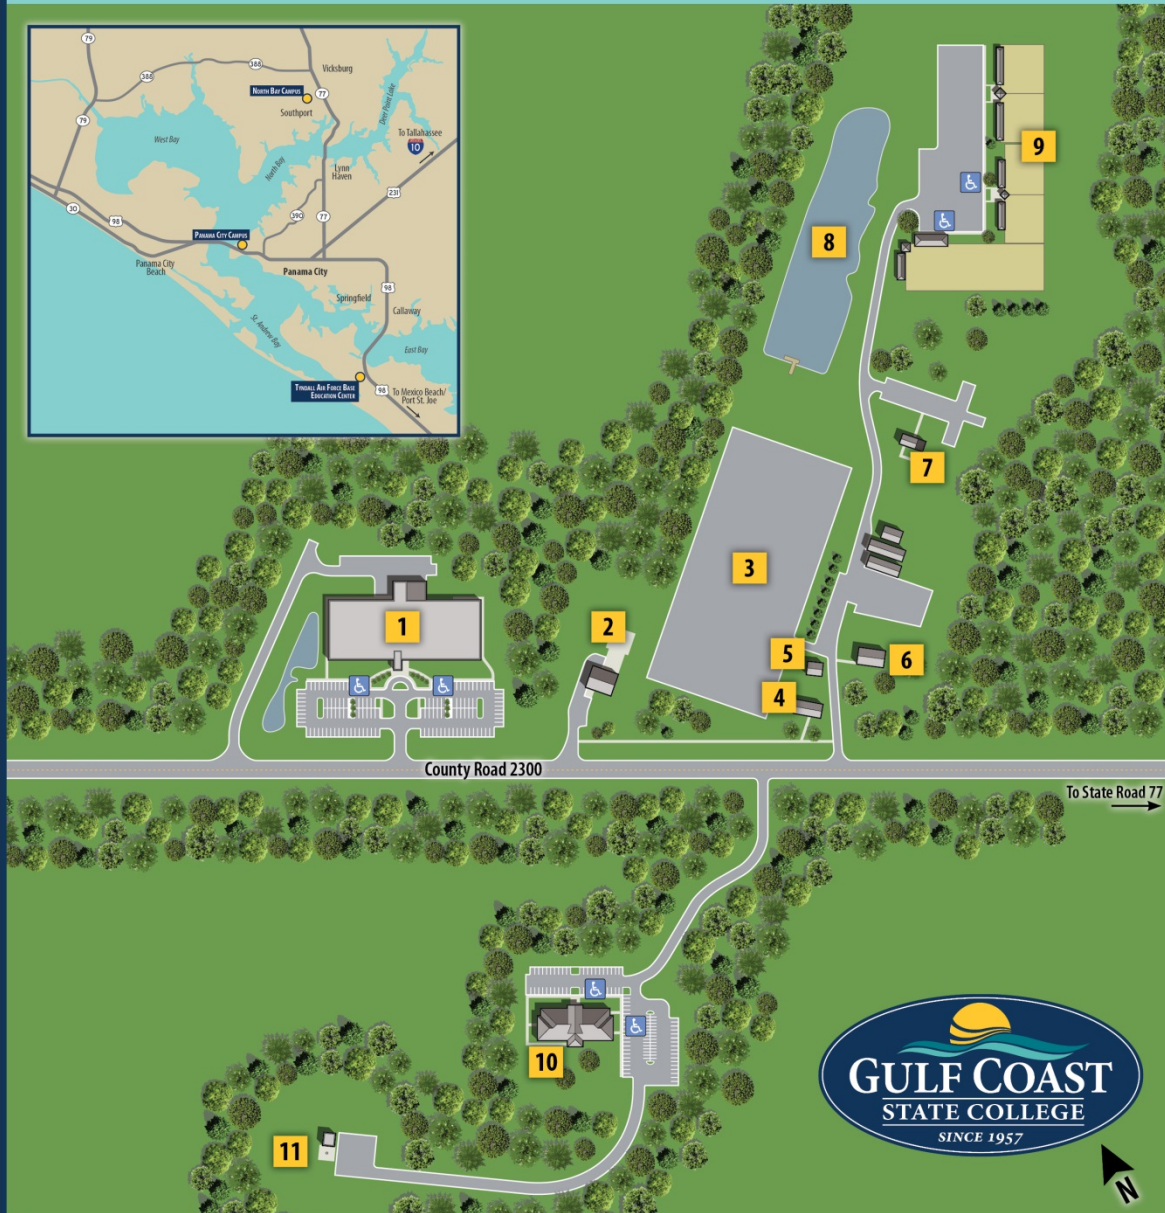 79
388
388
Vicksburg
NORTH BAY CAMPUS
77
Southport
Deer Point Lake
79
West Bay
To Tallahassee
10
North Bay
Lynn
Haven
231
30
98
390
77
PANAMA CITY CAMPUS
Panama City
Beach
Panama City
98
Springfield
Callaway
St. Andrew Bay
East Bay
TYNDALL AIR FORCE BASE
EDUCATION CENTER
98
To Mexico Beach/
Port St. Joe
9
8
7
3
1
2
5
6
4
County Road 2300
To State Road 77
10
11
GULF COAST
STATE COLLEGE
SINCE 1957
N